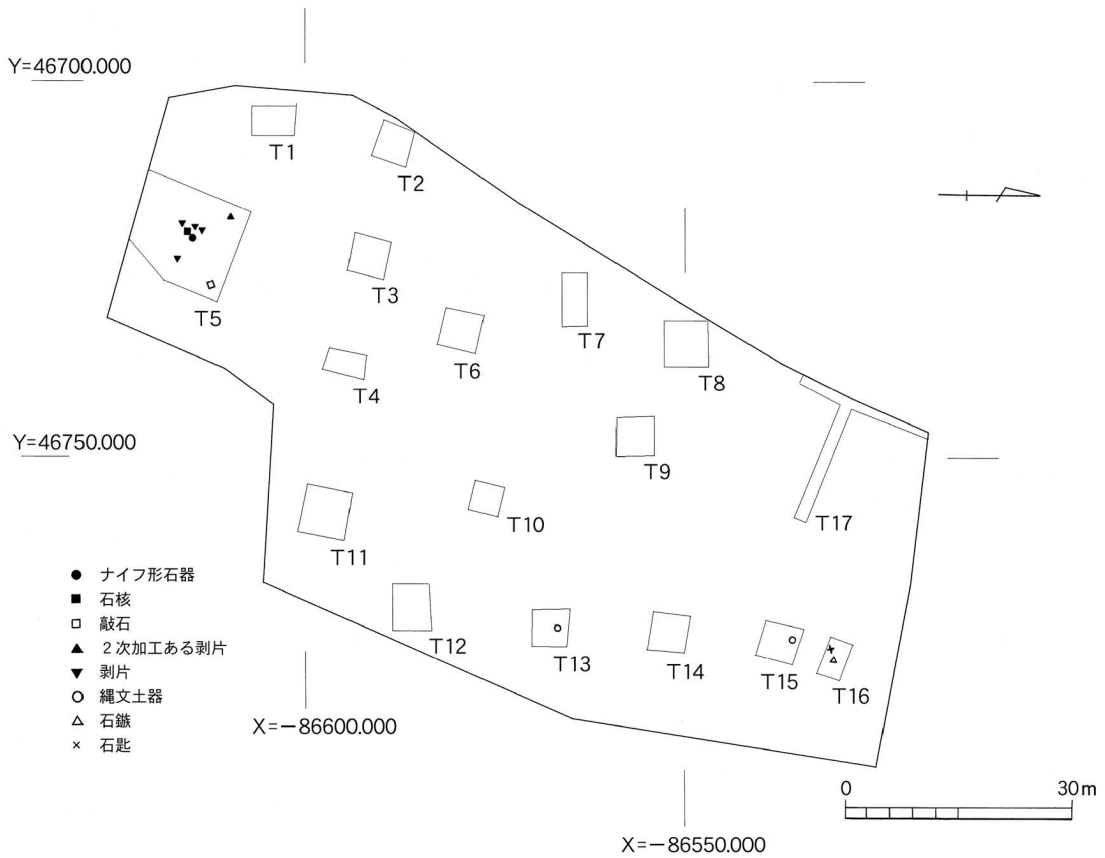 Y=46700.000
T1
T2
T3
T5
T7
T6
T8
T4
Y=46750.000
T9
T10
T17
T11
● ナイフ形石器
■ 石核
□ 敲石
▲ 2次加工ある剥片
▼ 剥片
○ 縄文土器
△ 石鏃
× 石匙
T12
T13
T14
T15
T16
X=−86600.000
0 30m
X=−86550.000